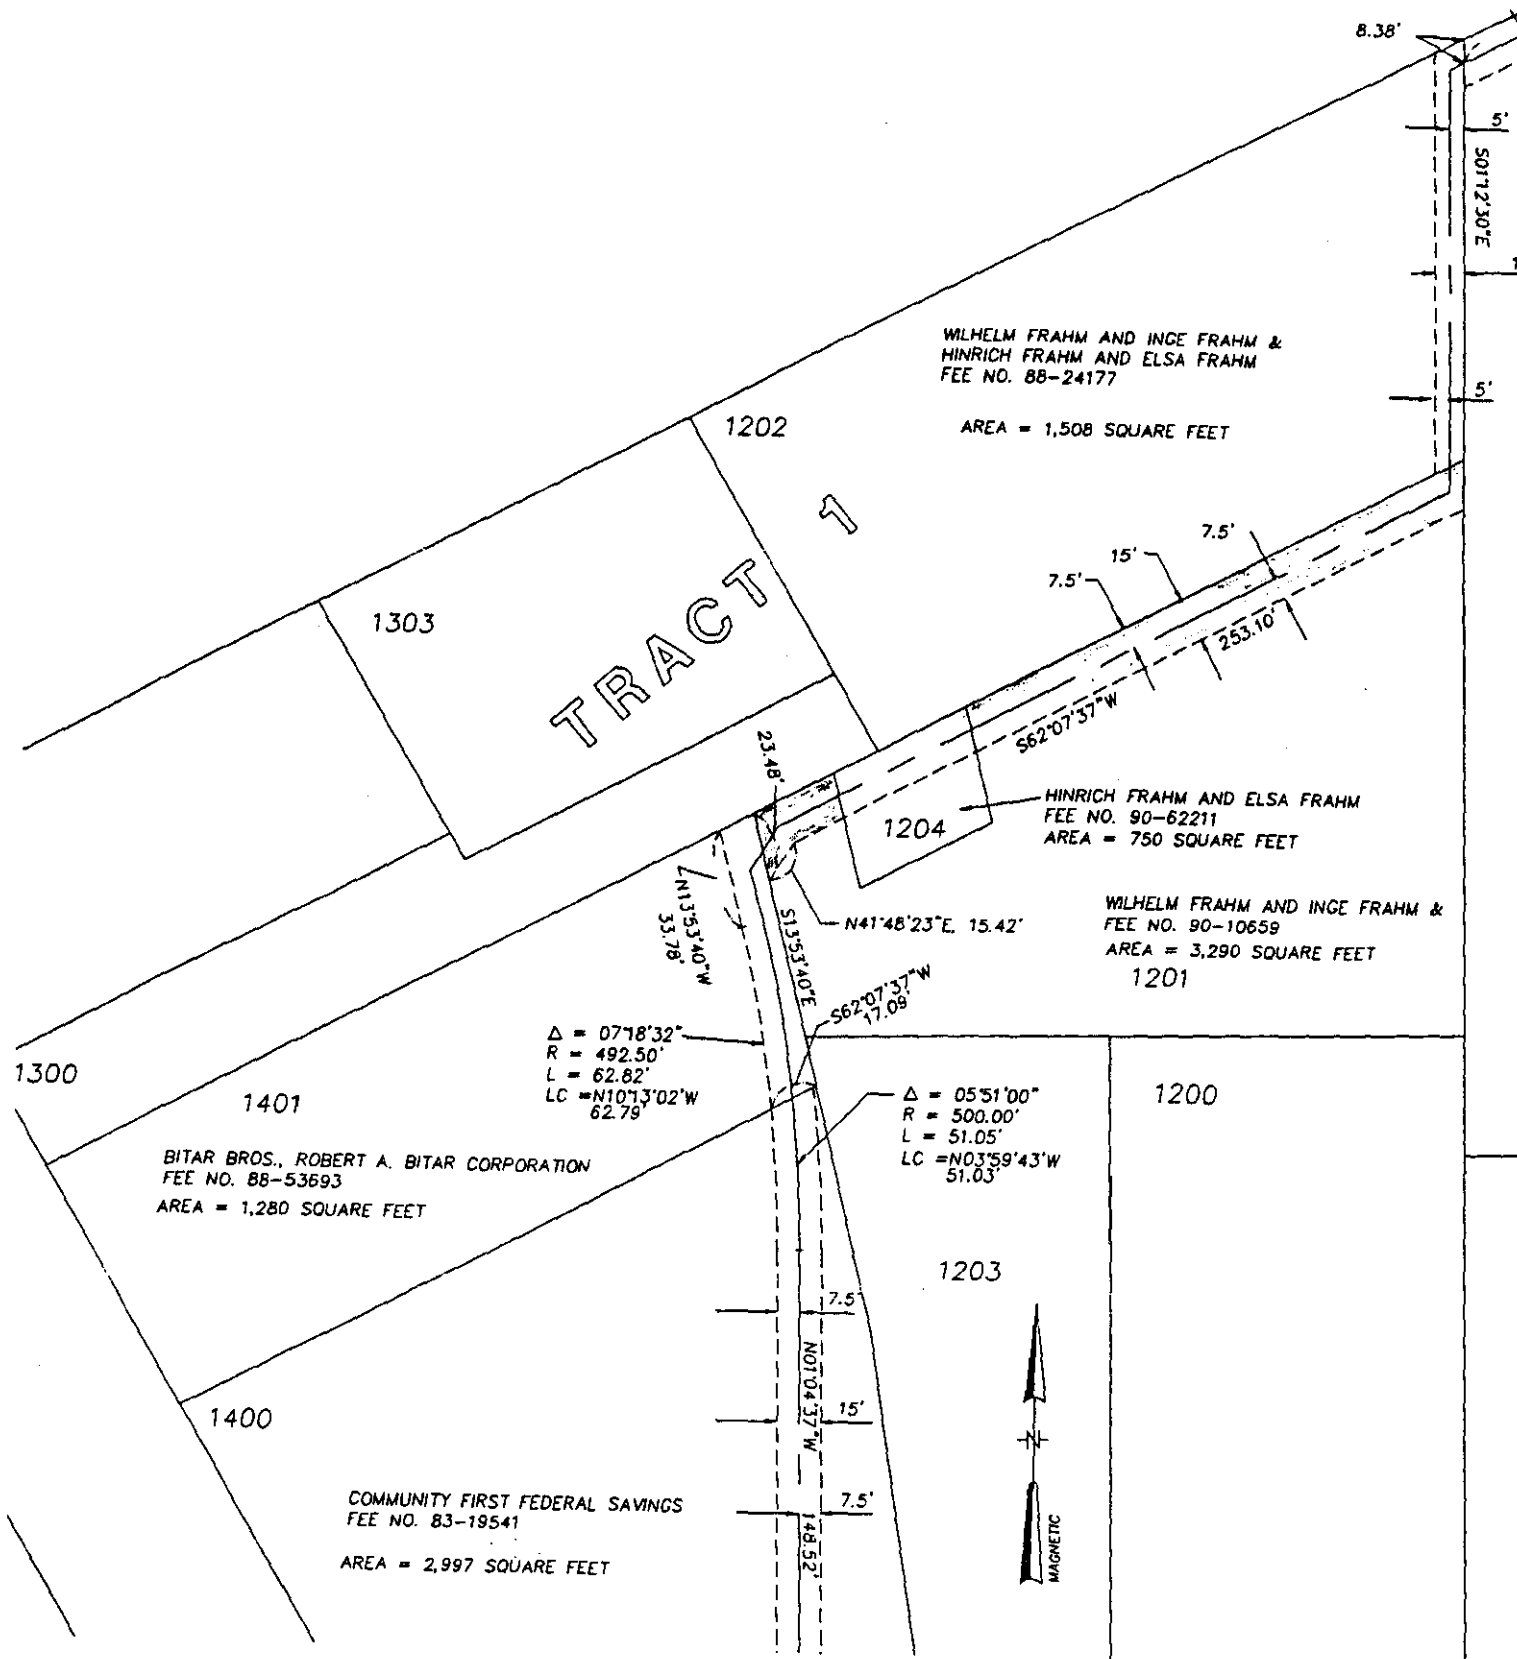 8.38'
5'
S01°12'30"E
1
WILHELM FRAHM AND INGE FRAHM &
HINRICH FRAHM AND ELSA FRAHM
FEE NO. 88-24177
5'
AREA = 1,508 SQUARE FEET
1202
TRACT 1
7.5'
15'
7.5'
1303
253.10'
S62°07'37"W
23.48'
HINRICH FRAHM AND ELSA FRAHM
FEE NO. 90-62211
AREA = 750 SQUARE FEET
1204
N13°53'40"W
33.78'
S13°53'40"E
N41°48'23"E, 15.42'
WILHELM FRAHM AND INGE FRAHM &
FEE NO. 90-10659
AREA = 3,290 SQUARE FEET
1201
S62°07'37"W
17.09'
Δ = 07°18'32"
R = 492.50'
L = 62.82'
LC =N10°13'02'W
62.79'
1300
1401
Δ = 05°51'00"
R = 500.00'
L = 51.05'
LC =N03°59'43'W
51.03'
1200
BITAR BROS., ROBERT A. BITAR CORPORATION
FEE NO. 88-53693
AREA = 1,280 SQUARE FEET
1203
7.5'
N01°04'37"W
15'
1400
COMMUNITY FIRST FEDERAL SAVINGS
FEE NO. 83-19541
7.5'
148.52'
AREA = 2,997 SQUARE FEET
N
MAGNETIC